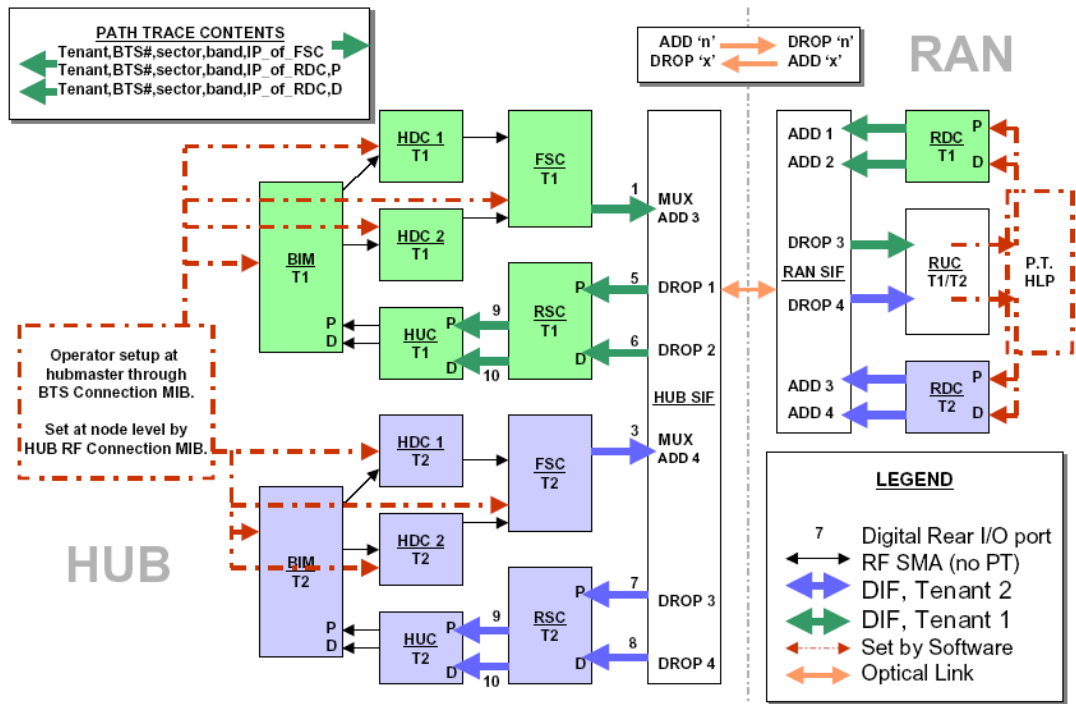 PATH TRACE CONTENTS
Tenant,BTS#,sector,band,IP_of_FSC
Tenant,BTS#,sector,band,IP_of_RDC,P
Tenant,BTS#,sector,band,IP_of_RDC,D
ADD ‘n’ DROP ‘n’
DROP ‘x’ ADD ‘x’
RAN
HUB
HDC 1
T1
FSC
T1
HDC 2
T1
BIM
T1
P
D
HUC
T1
P
D
RSC
T1
P
D
1
5
6
9
10
MUX
ADD 3
DROP 1
DROP 2
HUB SIF
MUX
ADD 4
DROP 3
DROP 4
Operator setup at
hubmaster through
BTS Connection MIB.
Set at node level by
HUB RF Connection MIB.
HDC 1
T2
FSC
T2
HDC 2
T2
BIM
T2
P
D
HUC
T2
P
D
RSC
T2
P
D
3
7
8
9
10
ADD 1
ADD 2
DROP 3
RAN SIF
DROP 4
ADD 3
ADD 4
RDC
T1
P
D
RUC
T1/T2
P.T.
HLP
RDC
T2
P
D
LEGEND
7 Digital Rear I/O port
RF SMA (no PT)
DIF, Tenant 2
DIF, Tenant 1
Set by Software
Optical Link